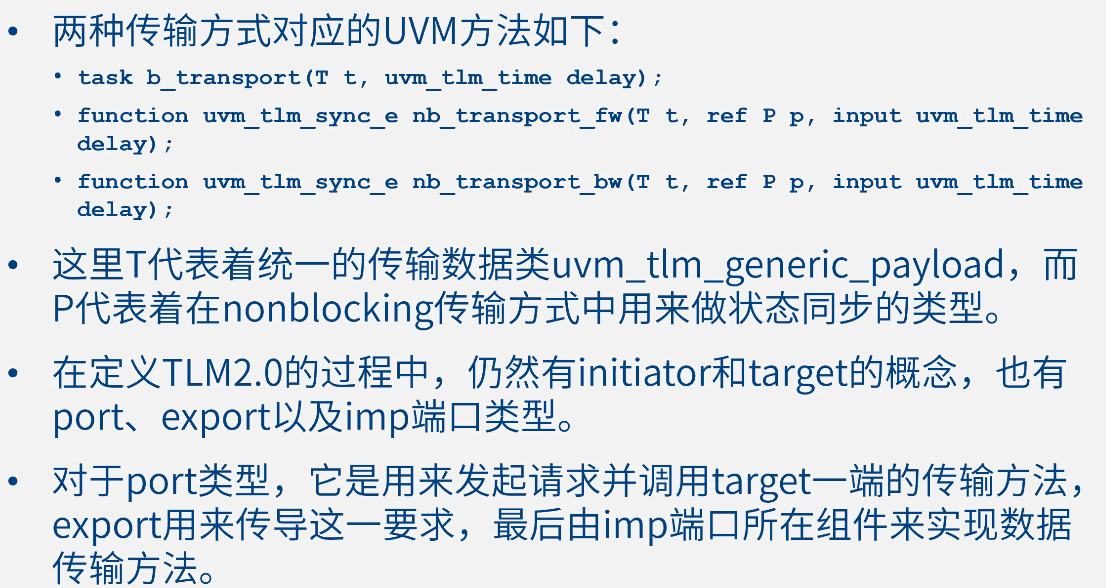 • 两种传输方式对应的UVM方法如下：
• task b_transport(T t, uvm_tlm_time delay);
• function uvm_tlm_sync_e nb_transport_fw(T t, ref P p, input uvm_tlm_time
delay);
• function uvm_tlm_sync_e nb_transport_bw(T t, ref P p, input uvm_tlm_time
delay);
• 这里T代表着统一的传输数据类uvm_tlm_generic_payload，而
P代表着在nonblocking传输方式中用来做状态同步的类型。
• 在定义TLM2.0的过程中，仍然有initiator和target的概念，也有
port、export以及imp端口类型。
• 对于port类型，它是用来发起请求并调用target一端的传输方法，
export用来传导这一要求，最后由imp端口所在组件来实现数据
传输方法。